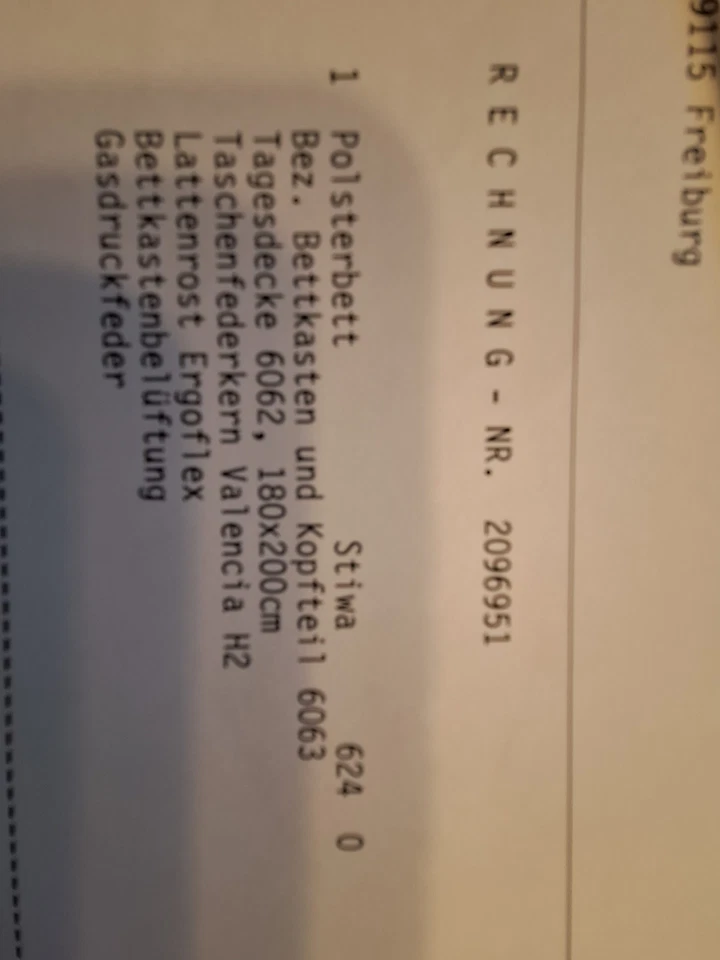 9115 Freiburg
R E C H N U N G - NR. 2096951
1 Polsterbett Stiwa 624 0
Bez. Bettkasten und Kopfteil 6063
Tagesdecke 6062, 180x200cm
Taschenfederkern Valencia H2
Lattenrost Ergoflex
Bettkastenbelüftung
Gasdruckfeder